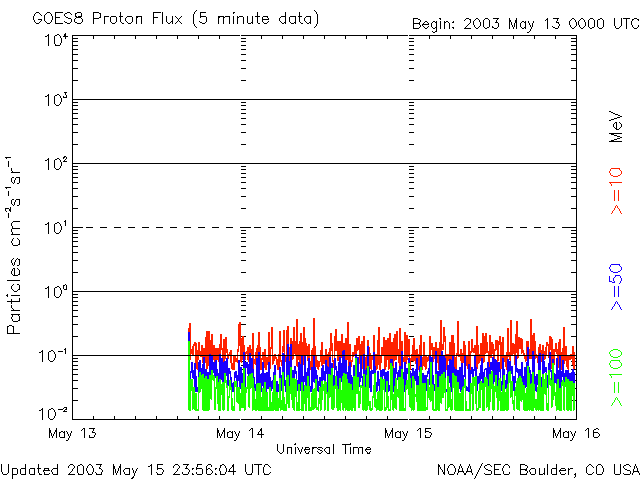 GOES8 Proton Flux (5 minute data)
Begin: 2003 May 13 0000 UTC
10⁴
10³
10²
10¹
10⁰
10⁻¹
10⁻²
Particles cm⁻²s⁻¹sr⁻¹
MeV
>=10
>=50
>=100
May 13
May 14
May 15
May 16
Universal Time
Updated 2003 May 15 23:56:04 UTC
NOAA/SEC Boulder, CO USA